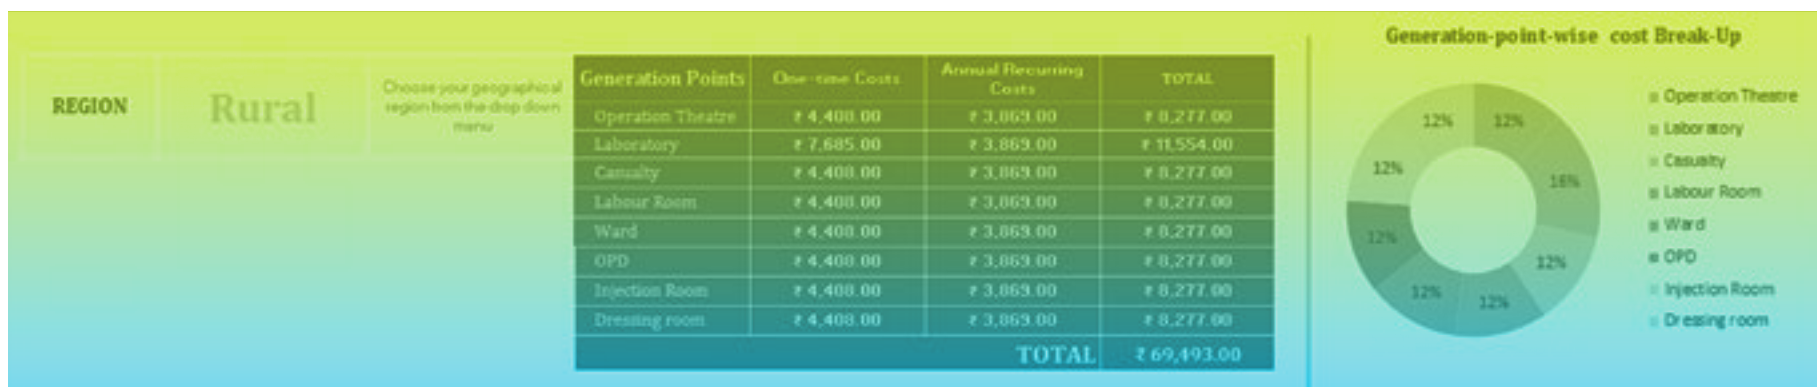 REGION
Rural
Choose your geographical
region from the drop down
menu
Generation Points One-time Costs Annual Recurring Costs TOTAL
Operation Theatre ₹ 4,408.00 ₹ 3,869.00 ₹ 8,277.00
Laboratory ₹ 7,685.00 ₹ 3,869.00 ₹ 11,554.00
Casualty ₹ 4,408.00 ₹ 3,869.00 ₹ 8,277.00
Labour Room ₹ 4,408.00 ₹ 3,869.00 ₹ 8,277.00
Ward ₹ 4,408.00 ₹ 3,869.00 ₹ 8,277.00
OPD ₹ 4,408.00 ₹ 3,869.00 ₹ 8,277.00
Injection Room ₹ 4,408.00 ₹ 3,869.00 ₹ 8,277.00
Dressing room ₹ 4,408.00 ₹ 3,869.00 ₹ 8,277.00
TOTAL ₹ 69,493.00
Generation-point-wise cost Break-Up
12%
16%
12%
12%
12%
12%
12%
12%
Operation Theatre
Laboratory
Casualty
Labour Room
Ward
OPD
Injection Room
Dressing room